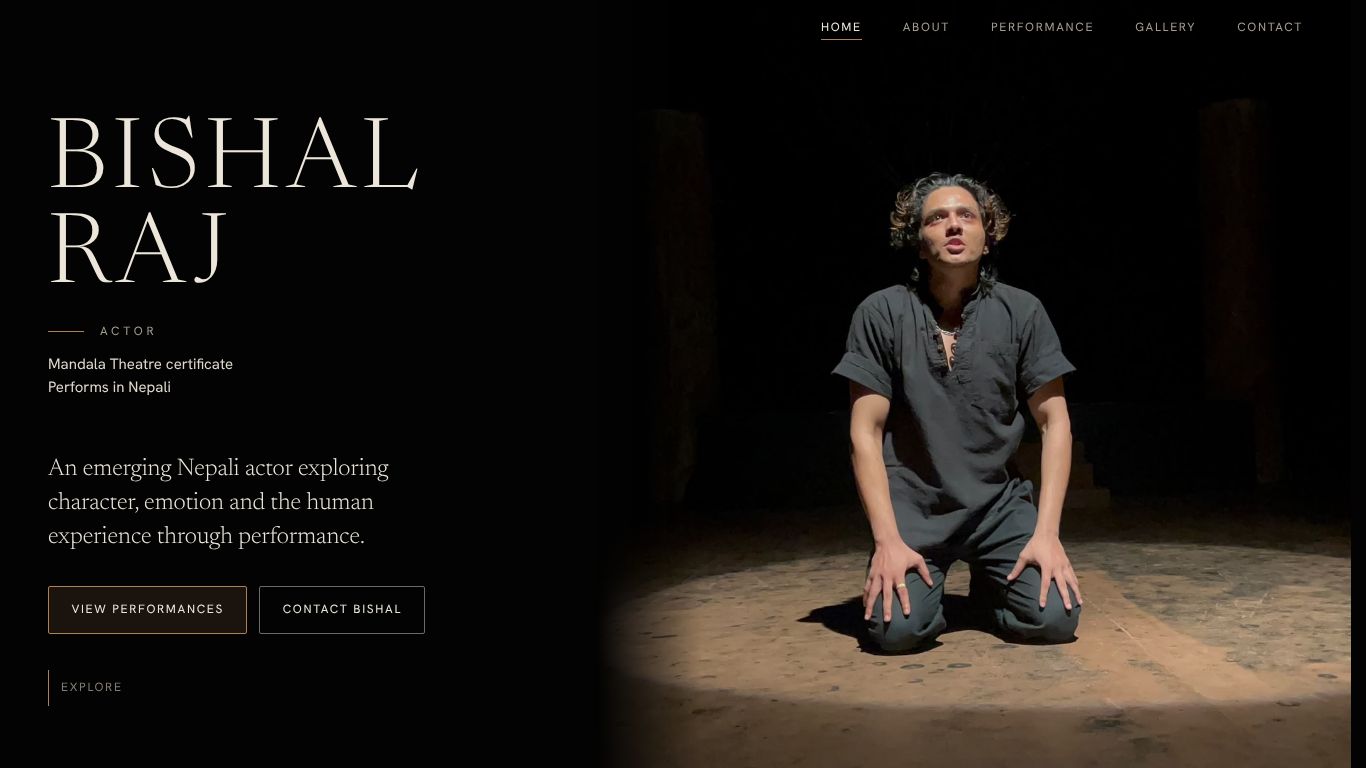 HOME ABOUT PERFORMANCE GALLERY CONTACT
BISHAL
RAJ
ACTOR
Mandala Theatre certificate
Performs in Nepali
An emerging Nepali actor exploring
character, emotion and the human
experience through performance.
VIEW PERFORMANCES CONTACT BISHAL
EXPLORE